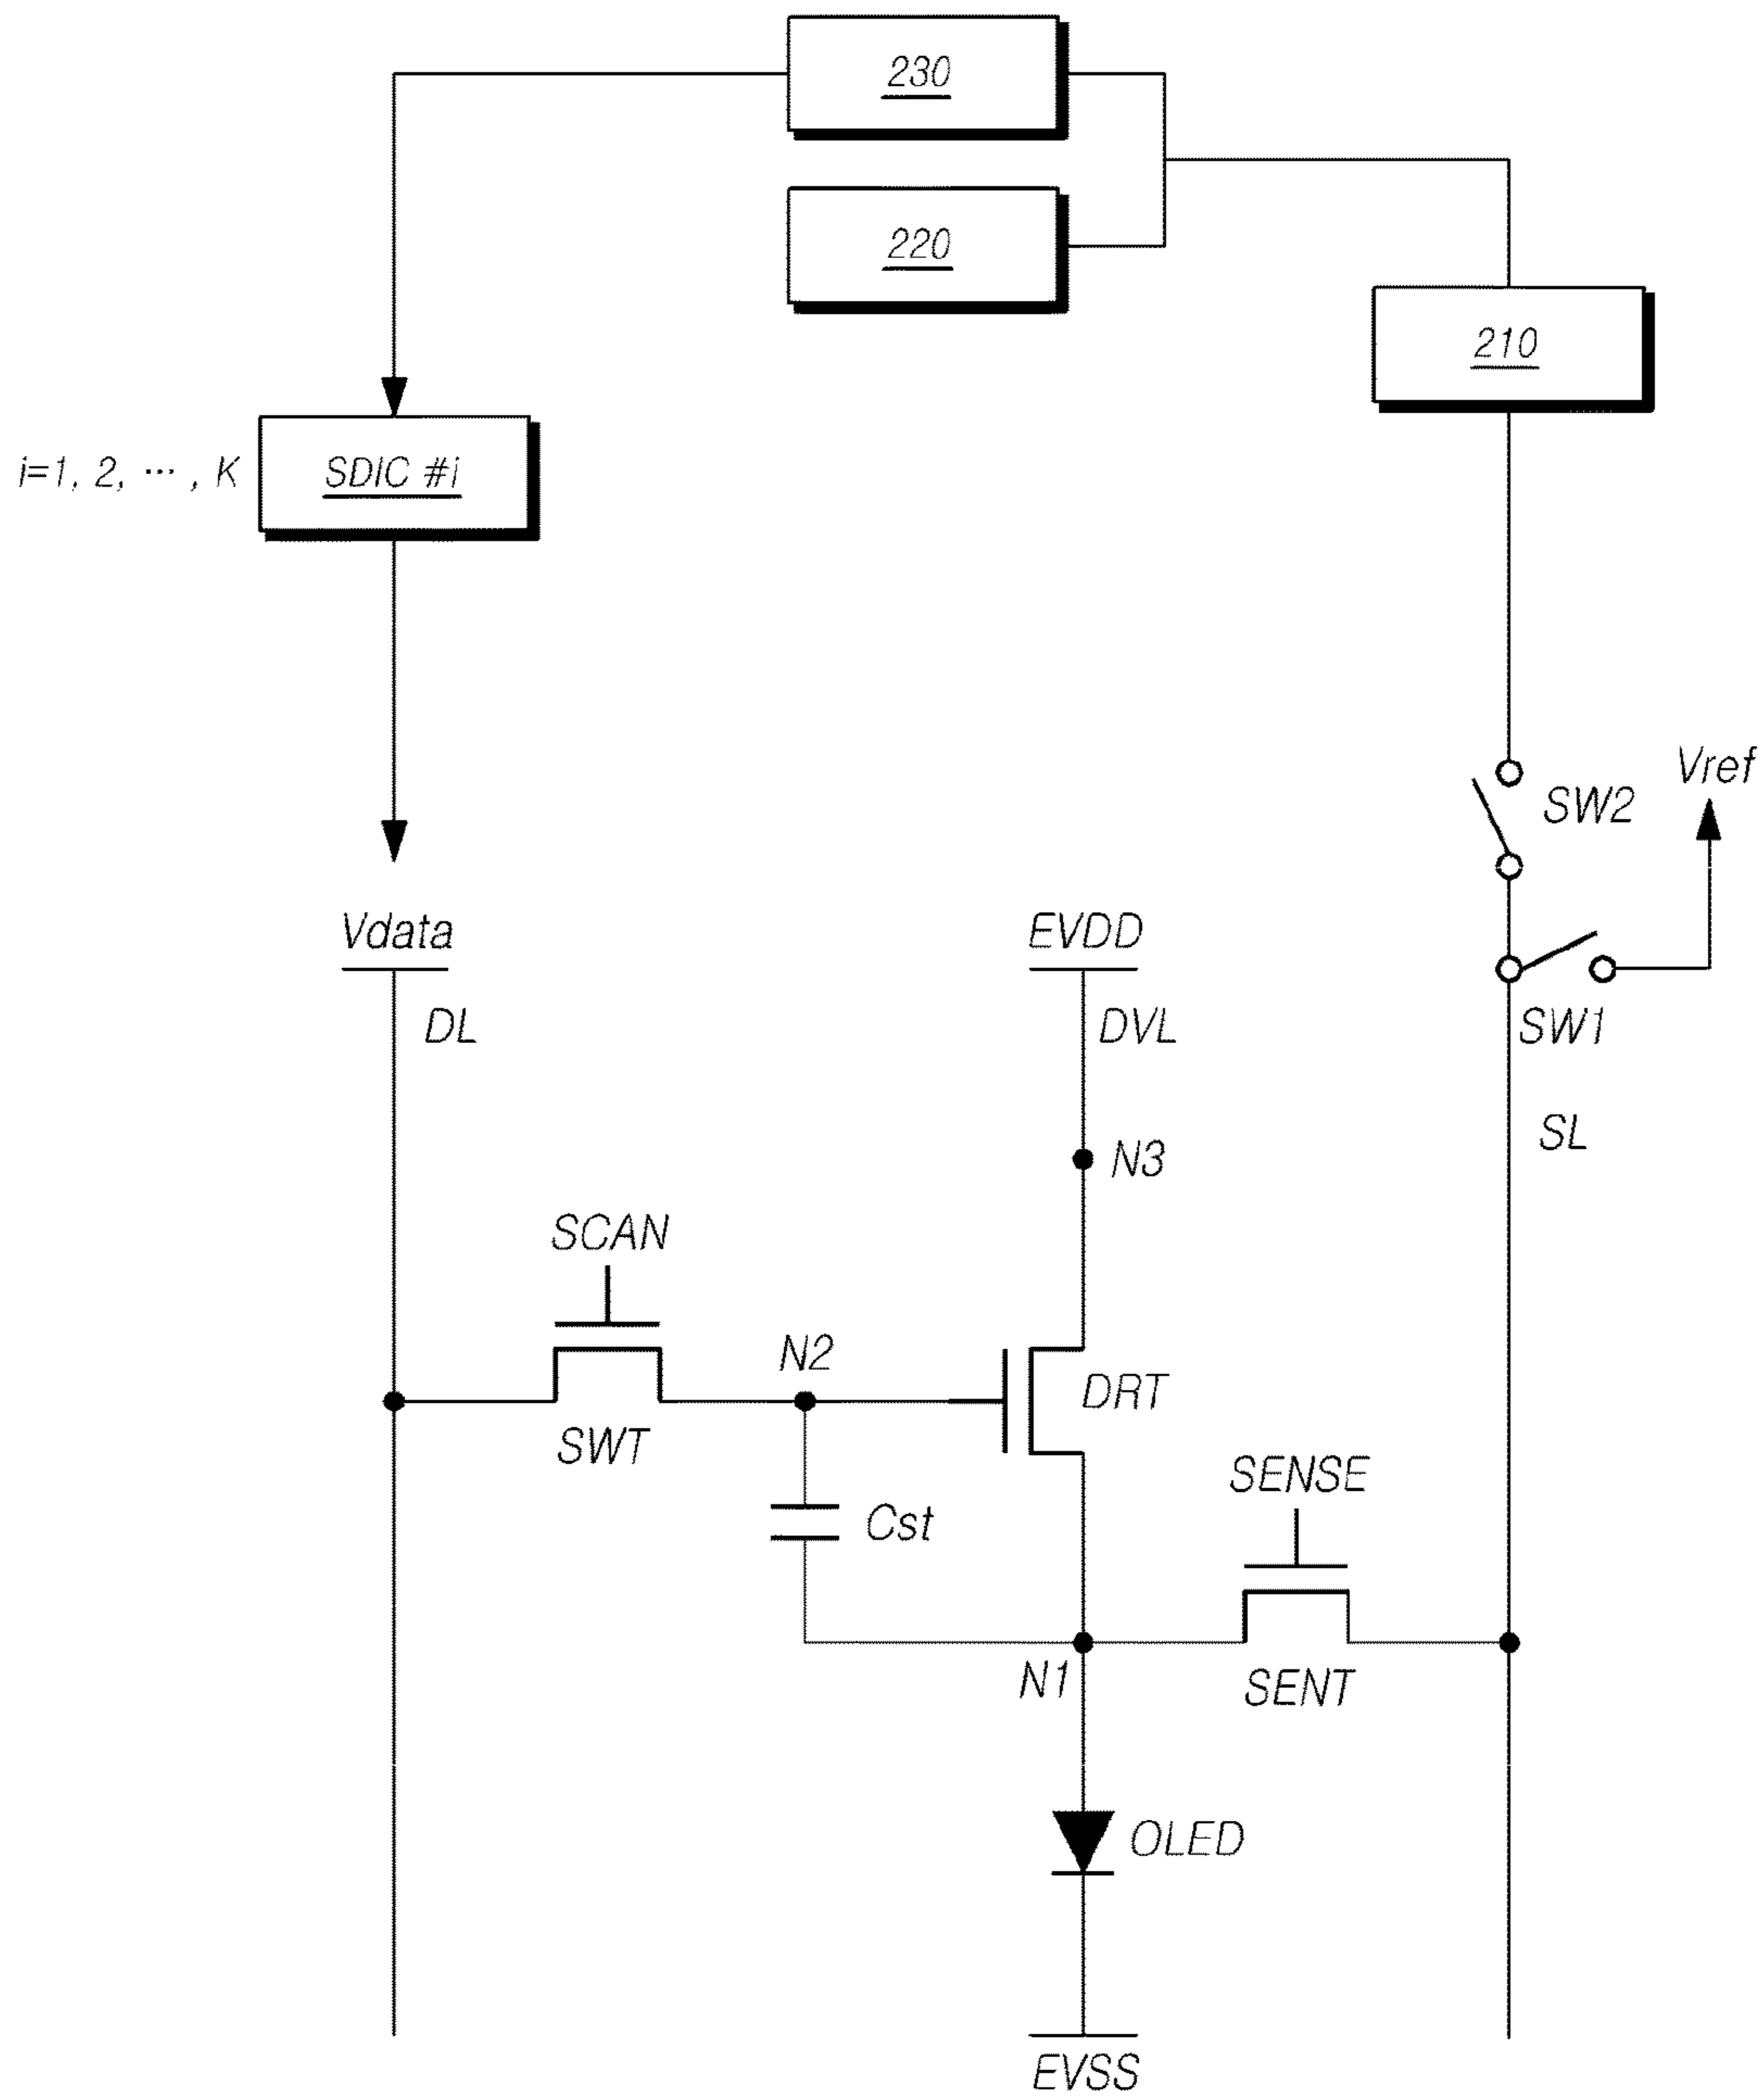 230
220
210
i=1, 2, ··· , K
SDIC #i
Vref
SW2
Vdata
EVDD
DL
DVL
SW1
SL
N3
SCAN
N2
DRT
SWT
SENSE
Cst
N1
SENT
OLED
EVSS